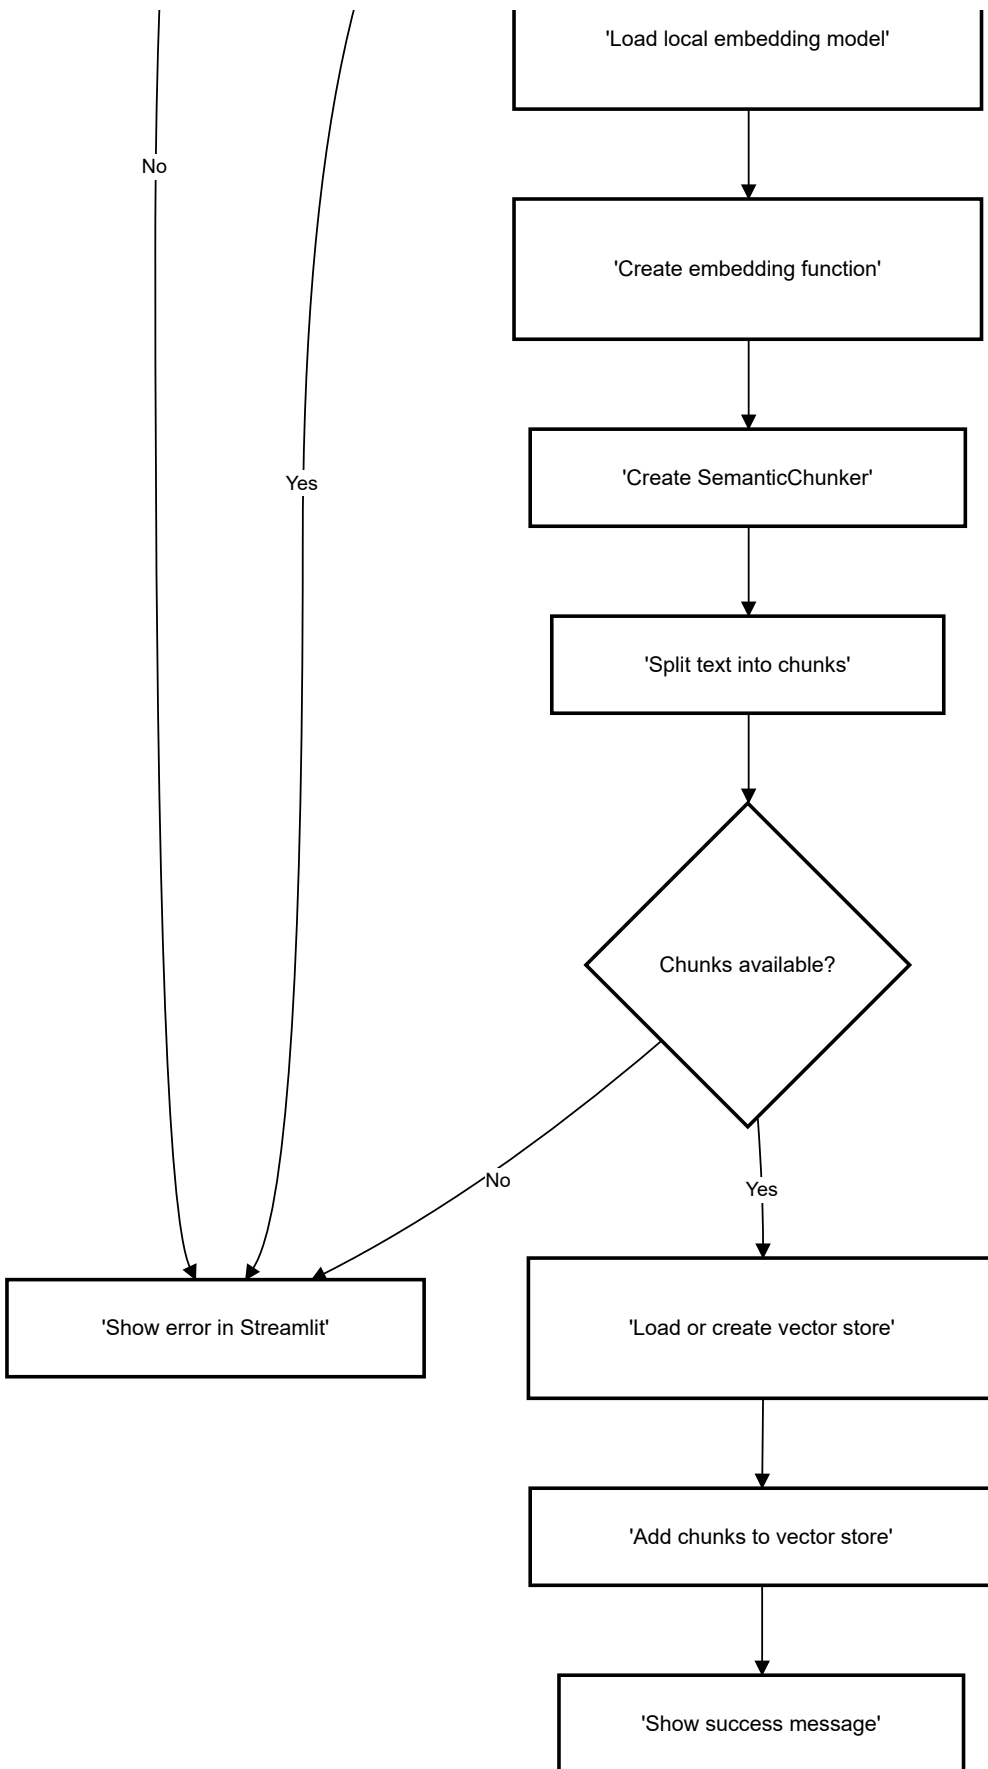 'Load local embedding model'
No
'Create embedding function'
'Create SemanticChunker'
Yes
'Split text into chunks'
Chunks available?
No
Yes
'Show error in Streamlit'
'Load or create vector store'
'Add chunks to vector store'
'Show success message'